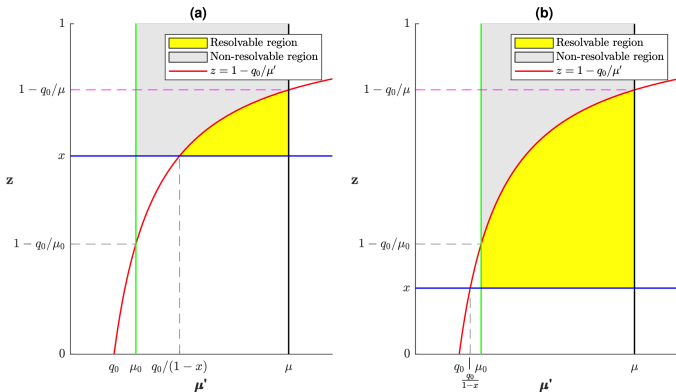 (a)
1
Resolvable region
Non-resolvable region
z = 1 − q₀/μ′
1 − q₀/μ
x
z
1 − q₀/μ₀
0
q₀ μ₀ q₀/(1 − x) μ
μ'
(b)
1
Resolvable region
Non-resolvable region
z = 1 − q₀/μ′
1 − q₀/μ
z
1 − q₀/μ₀
x
0
q₀ μ₀ μ
q₀/1−x
μ'